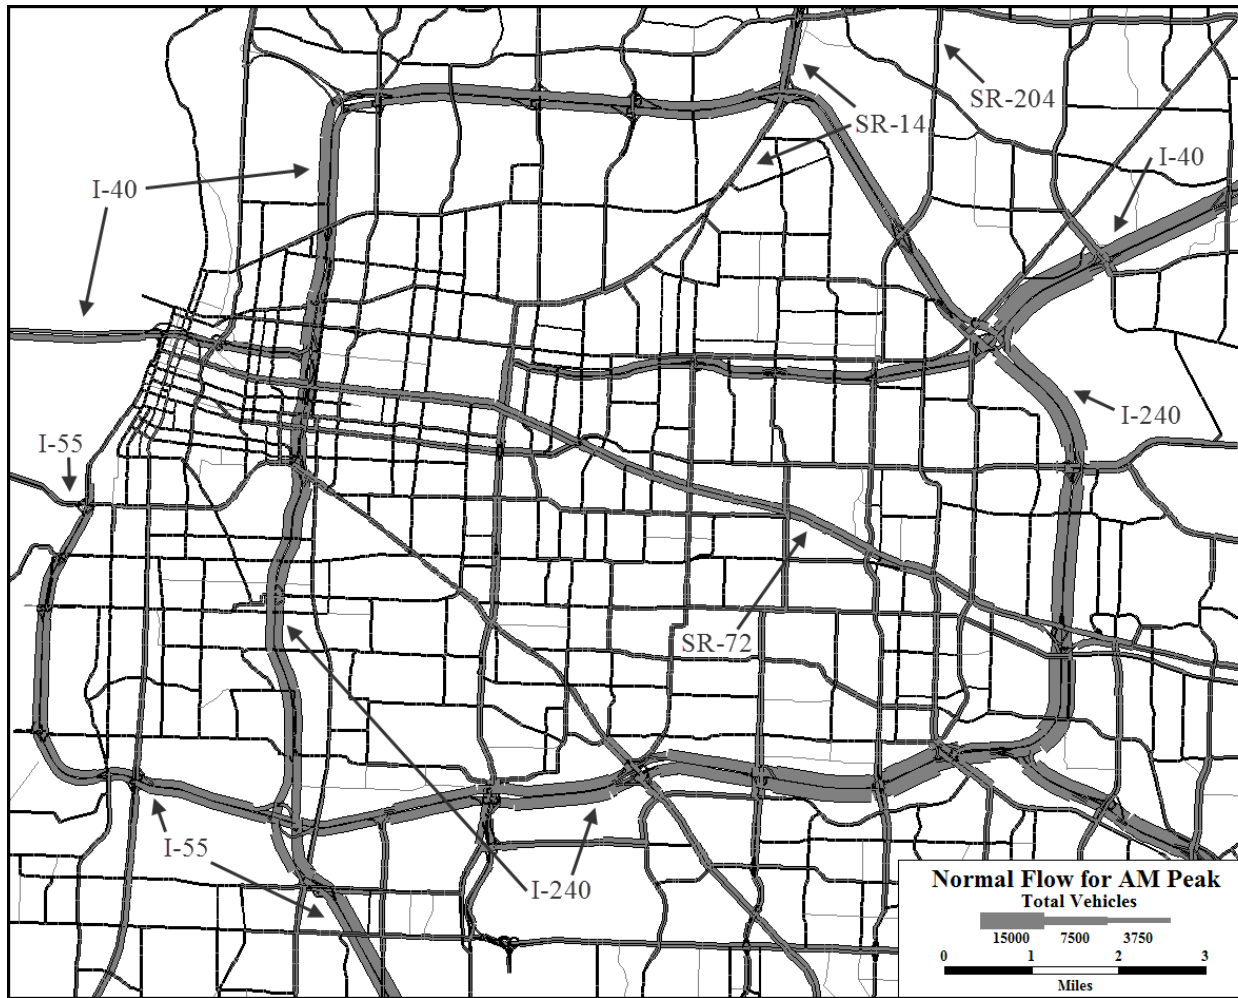 SR-204
SR-14
I-40
I-40
I-240
I-55
SR-72
I-55
I-240
Normal Flow for AM Peak
Total Vehicles
15000 7500 3750
0 1 2 3
Miles